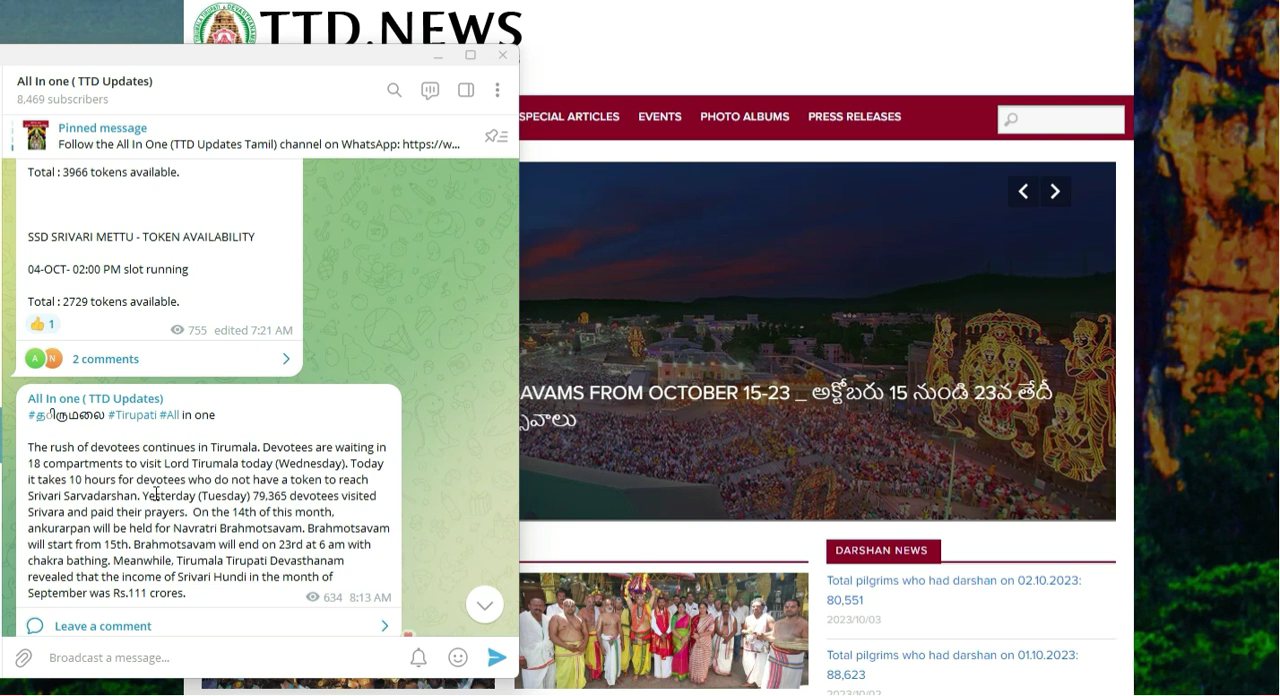 TTD.NEWS
All In one ( TTD Updates)
8,469 subscribers
Pinned message
Follow the All In One (TTD Updates Tamil) channel on WhatsApp: https://w...
SPECIAL ARTICLES
EVENTS
PHOTO ALBUMS
PRESS RELEASES
Total : 3966 tokens available.
SSD SRIVARI METTU - TOKEN AVAILABILITY
04-OCT- 02:00 PM slot running
Total : 2729 tokens available.
1
755 edited 7:21 AM
A N 2 comments
All In one ( TTD Updates)
#திருமலை #Tirupati #All in one
The rush of devotees continues in Tirumala. Devotees are waiting in
18 compartments to visit Lord Tirumala today (Wednesday). Today
it takes 10 hours for devotees who do not have a token to reach
Srivari Sarvadarshan. Yesterday (Tuesday) 79,365 devotees visited
Srivara and paid their prayers. On the 14th of this month,
ankurarpan will be held for Navratri Brahmotsavam. Brahmotsavam
will start from 15th. Brahmotsavam will end on 23rd at 6 am with
chakra bathing. Meanwhile, Tirumala Tirupati Devasthanam
revealed that the income of Srivari Hundi in the month of
September was Rs.111 crores.
634 8:13 AM
Leave a comment
Broadcast a message...
AVAMS FROM OCTOBER 15-23 _ అక్టోబరు 15 నుండి 23వ తేదీ
DARSHAN NEWS
Total pilgrims who had darshan on 02.10.2023:
80,551
2023/10/03
Total pilgrims who had darshan on 01.10.2023:
88,623
2023/10/02